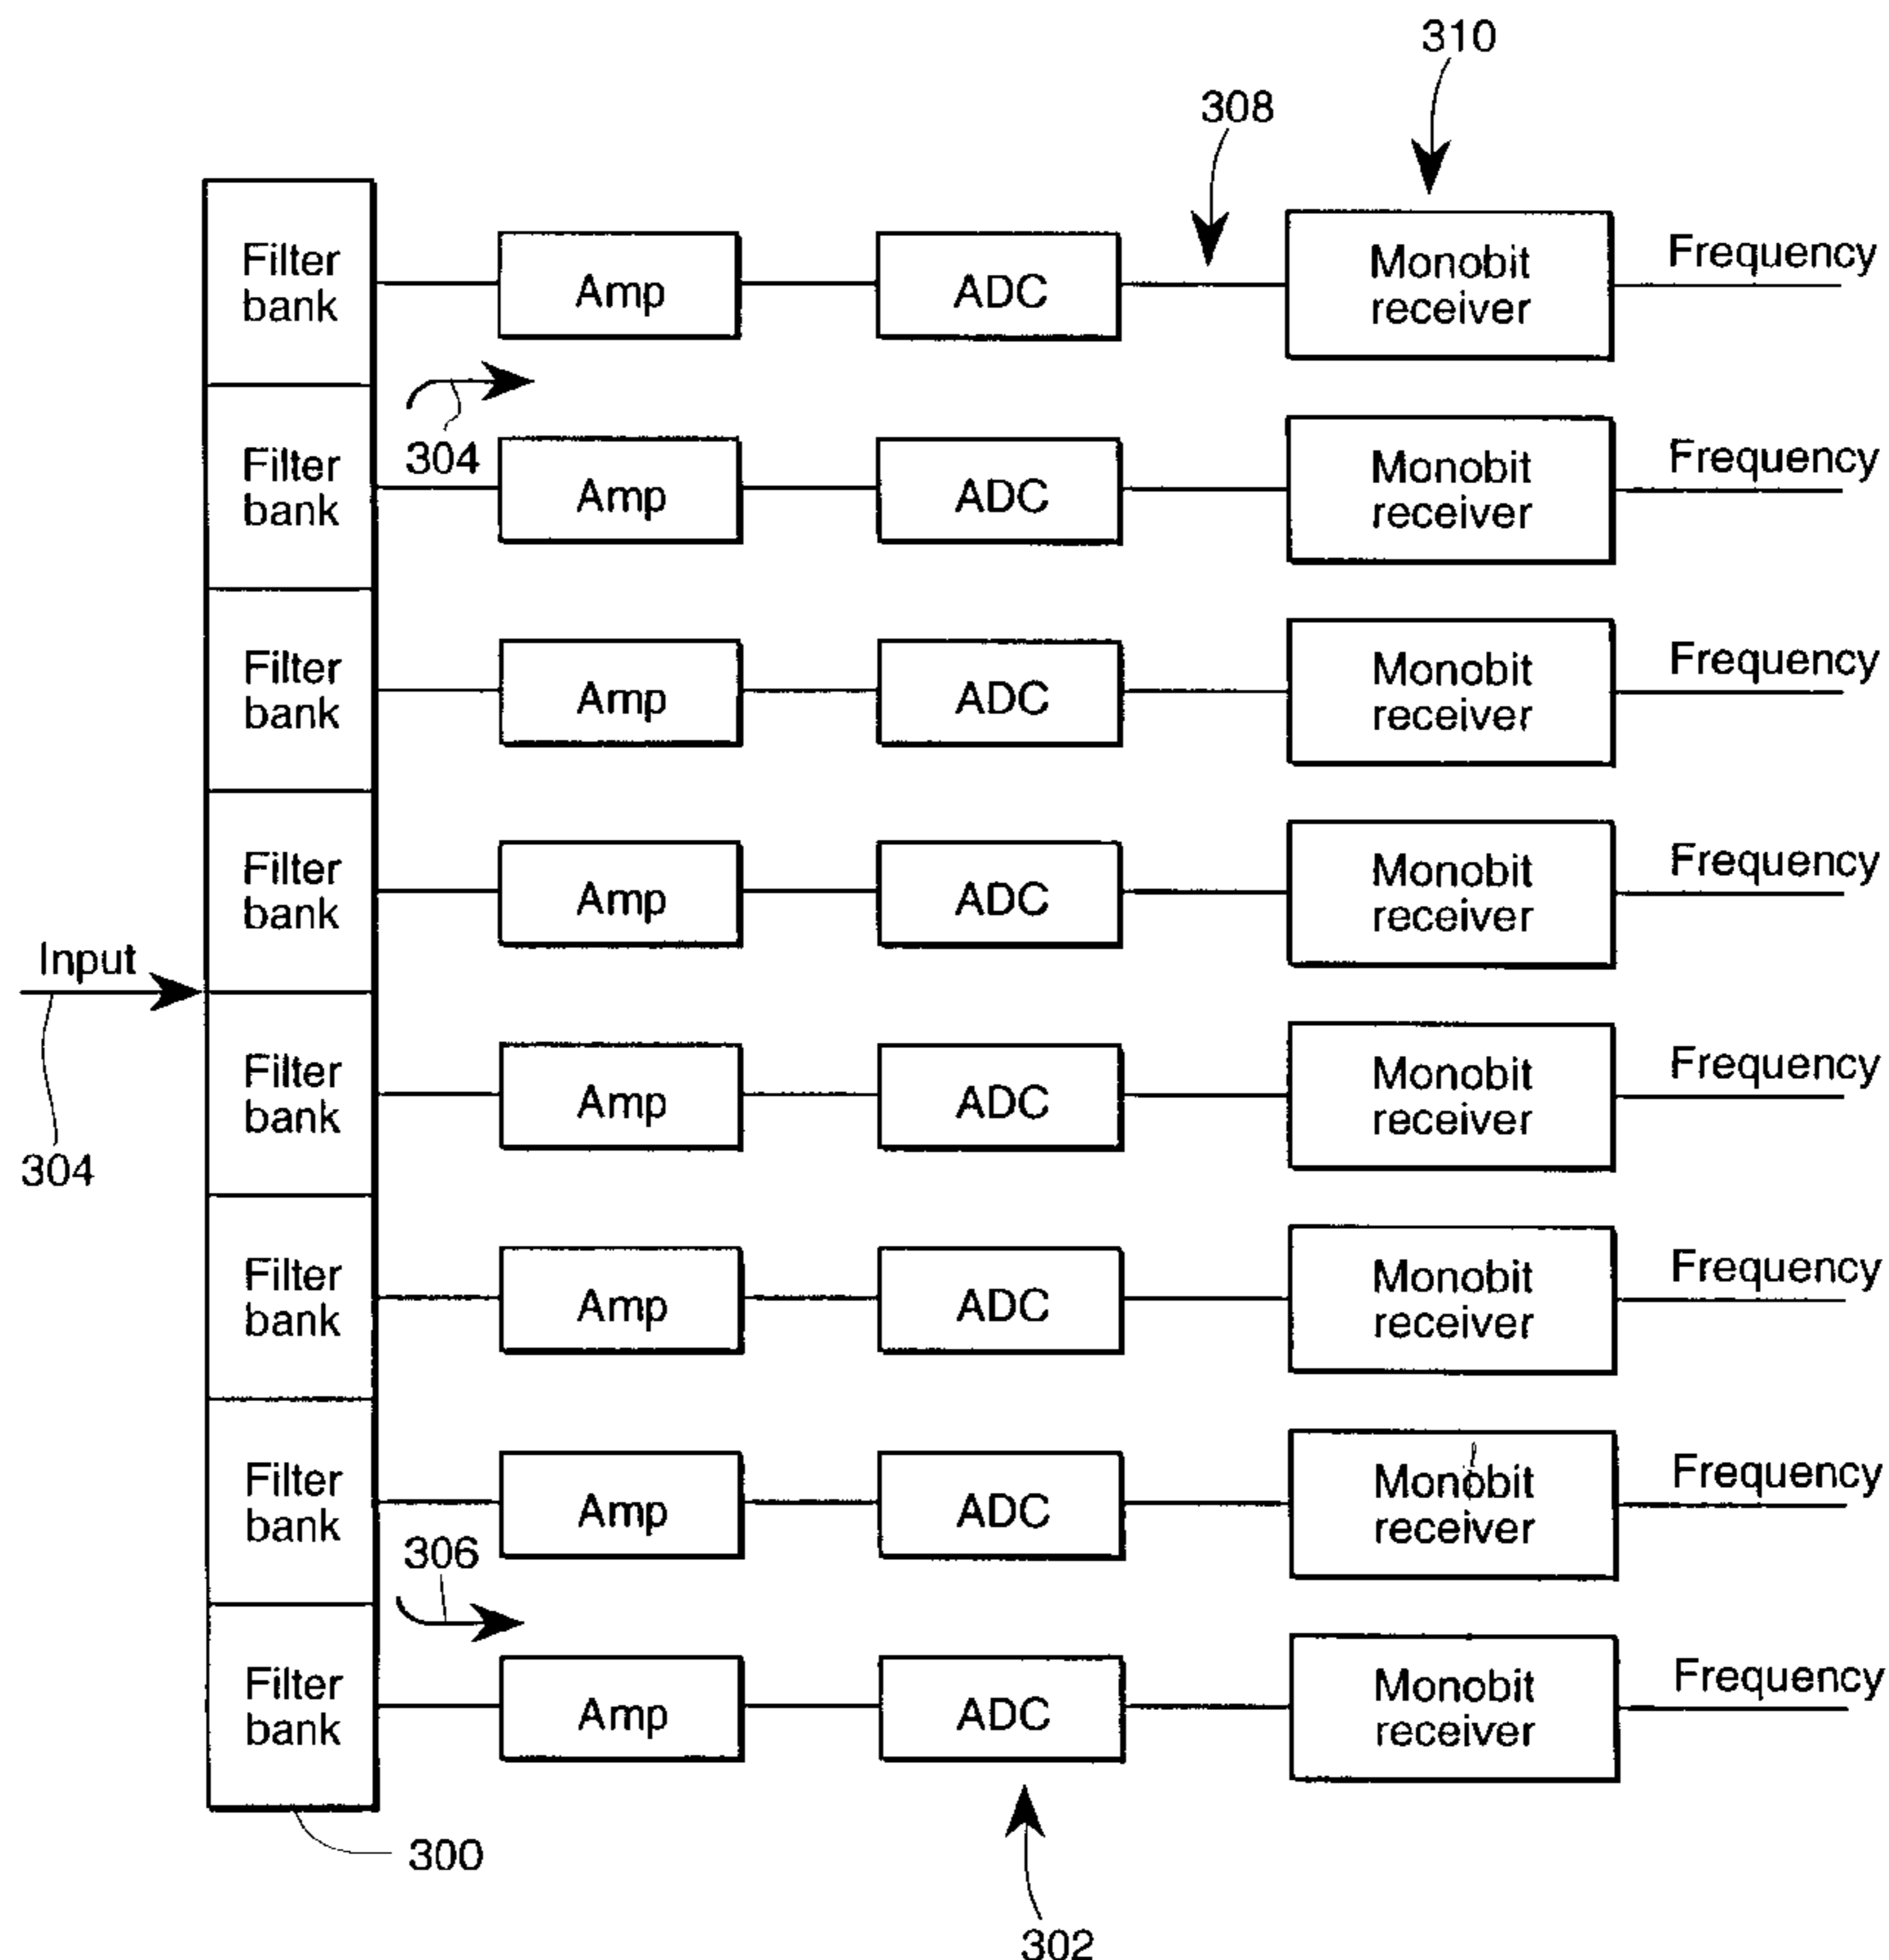 310
308
Filter
bank
Amp
ADC
Monobit
receiver
Frequency
304
Filter
bank
Amp
ADC
Monobit
receiver
Frequency
Filter
bank
Amp
ADC
Monobit
receiver
Frequency
Filter
bank
Amp
ADC
Monobit
receiver
Frequency
Input
304
Filter
bank
Amp
ADC
Monobit
receiver
Frequency
Filter
bank
Amp
ADC
Monobit
receiver
Frequency
Filter
bank
Amp
ADC
Monobit
receiver
Frequency
306
Filter
bank
Amp
ADC
Monobit
receiver
Frequency
300
302